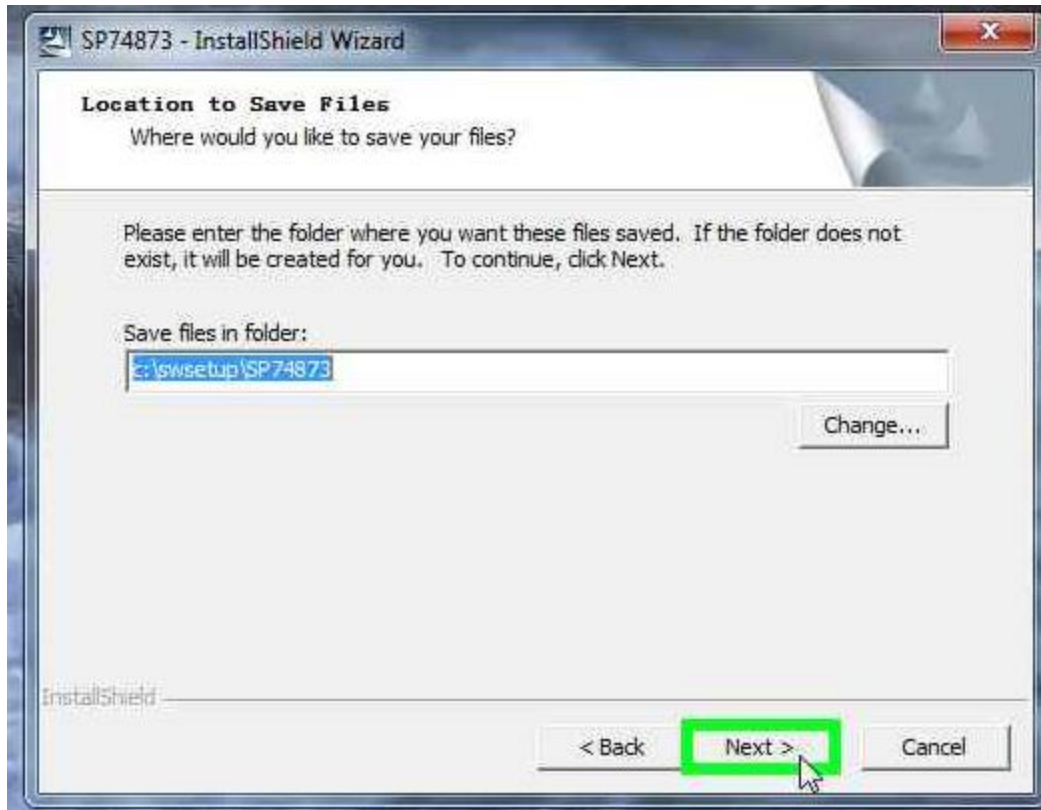 SP74873 - InstallShield Wizard
Location to Save Files
Where would you like to save your files?
Please enter the folder where you want these files saved. If the folder does not
exist, it will be created for you. To continue, click Next.
Save files in folder:
c:\swsetup\SP74873
Change...
InstallShield
< Back Next > Cancel